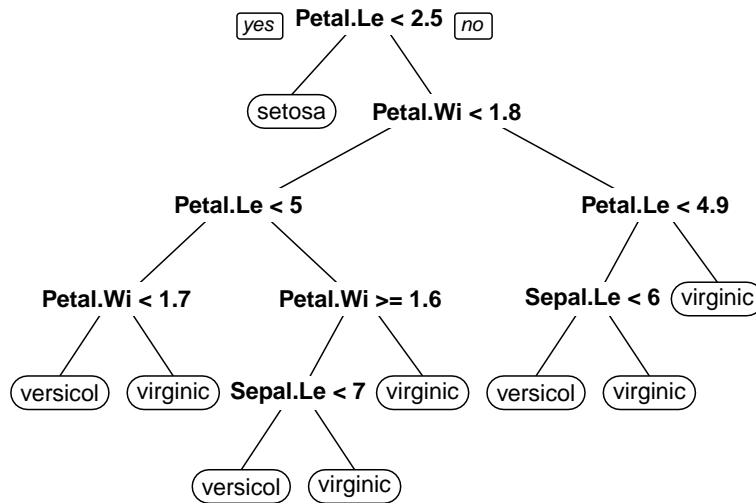 yes Petal.Le < 2.5 no
setosa Petal.Wi < 1.8
Petal.Le < 5 Petal.Le < 4.9
Petal.Wi < 1.7 Petal.Wi >= 1.6 Sepal.Le < 6 virginic
versicol virginic Sepal.Le < 7 virginic versicol virginic
versicol virginic